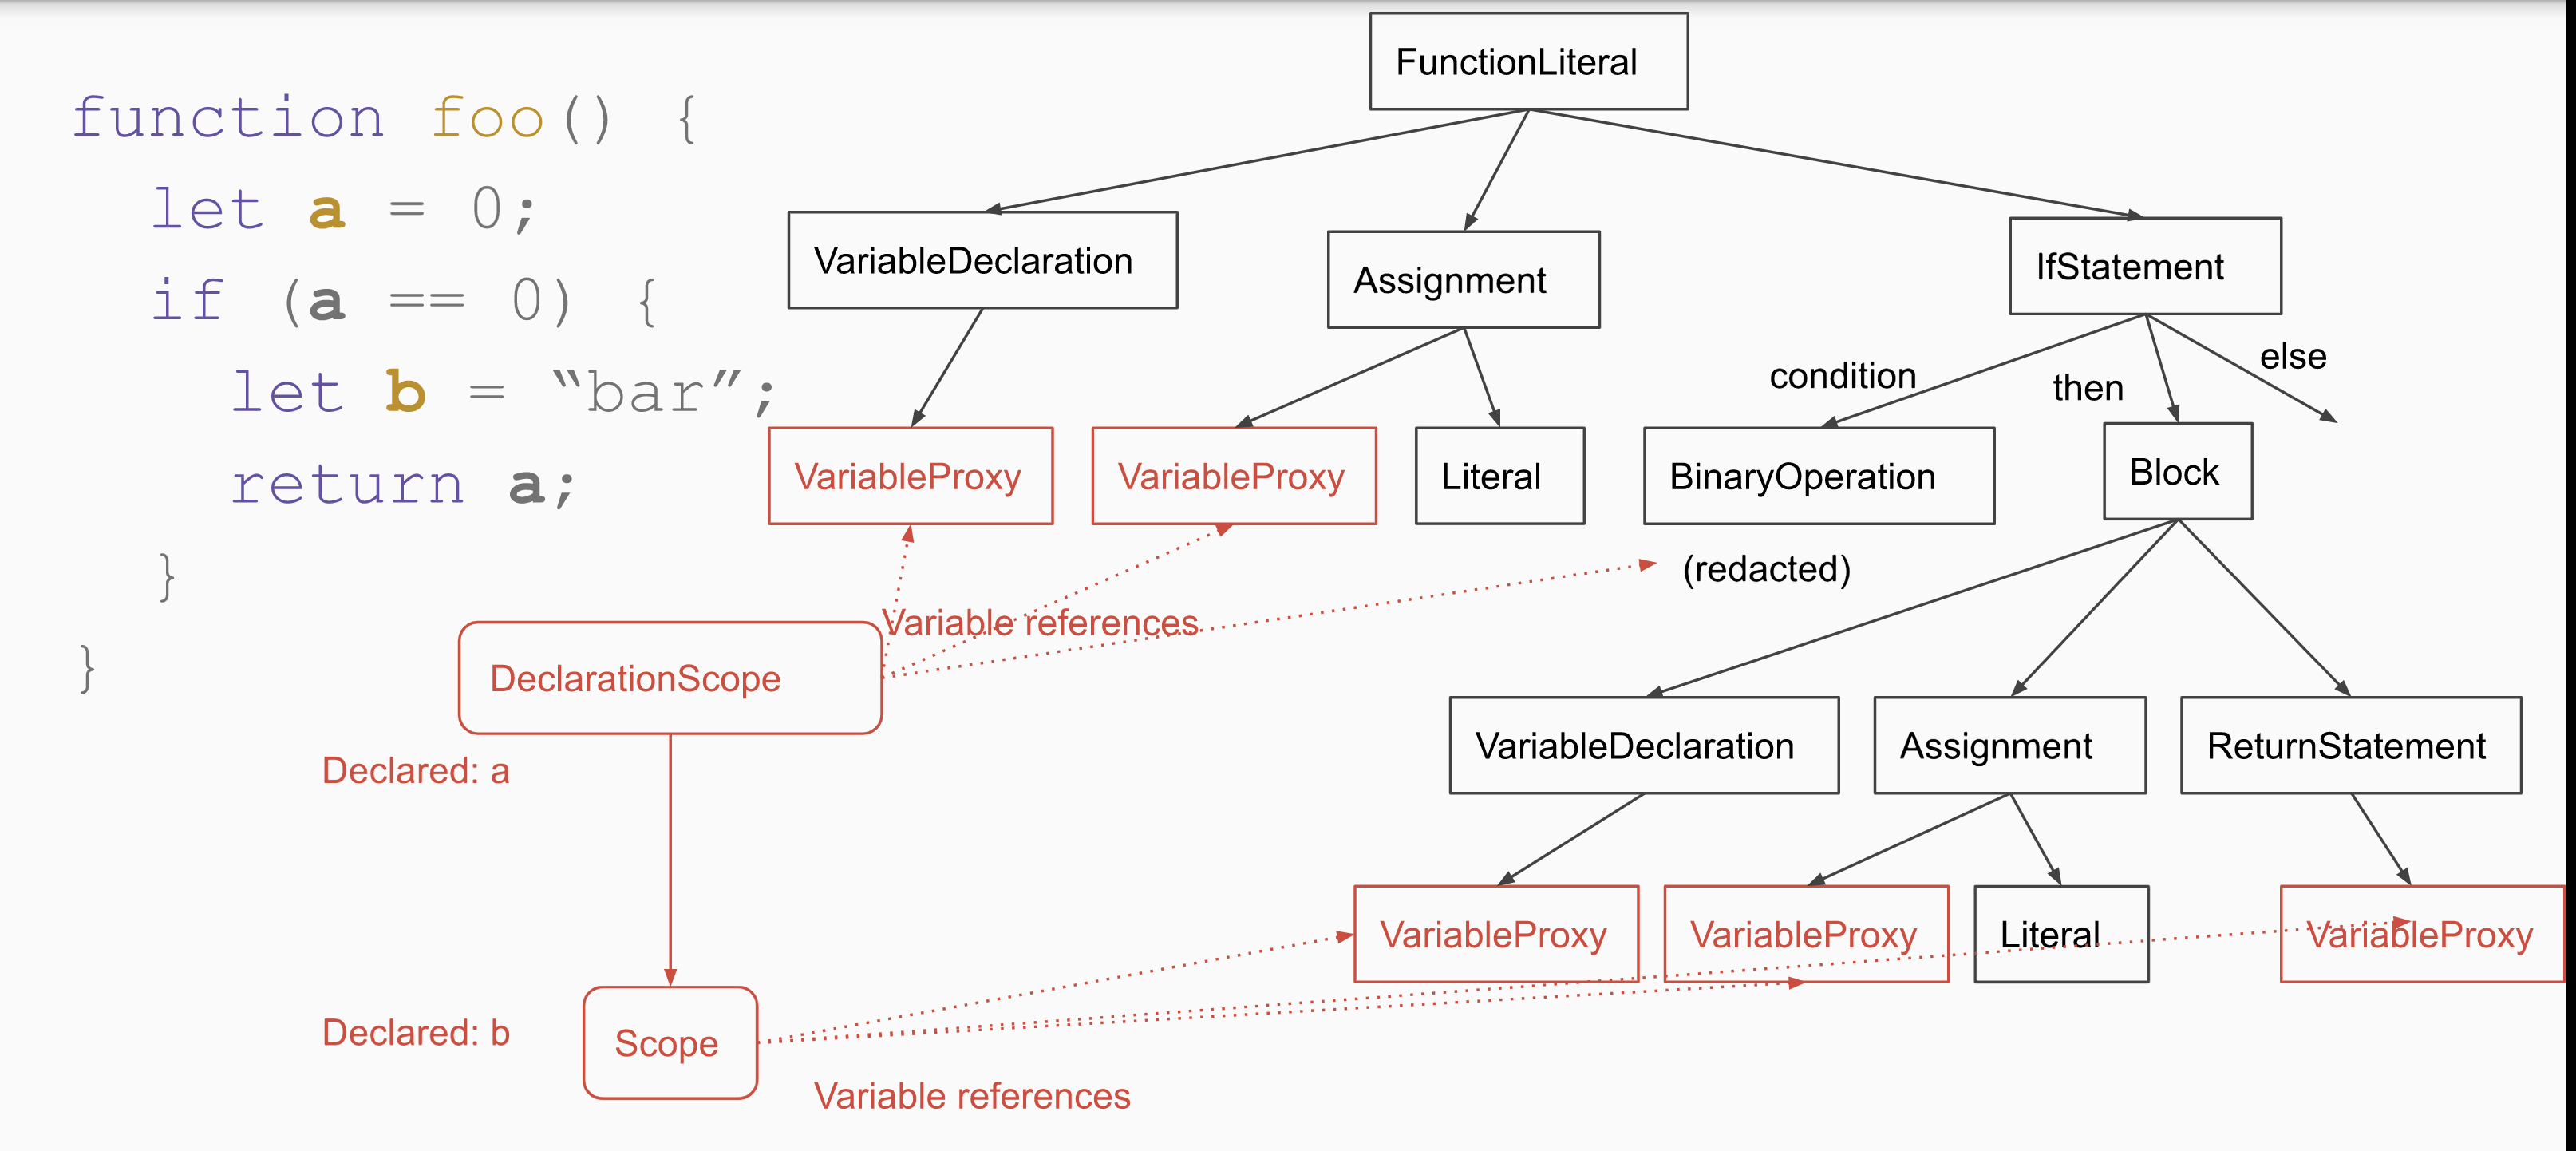 function foo() {
let a = 0;
if (a == 0) {
let b = “bar”;
return a;
}
}
FunctionLiteral
VariableDeclaration
Assignment
IfStatement
condition
then
else
VariableProxy
VariableProxy
Literal
BinaryOperation
Block
(redacted)
Variable references
DeclarationScope
Declared: a
VariableDeclaration
Assignment
ReturnStatement
VariableProxy
VariableProxy
Literal
VariableProxy
Declared: b
Scope
Variable references